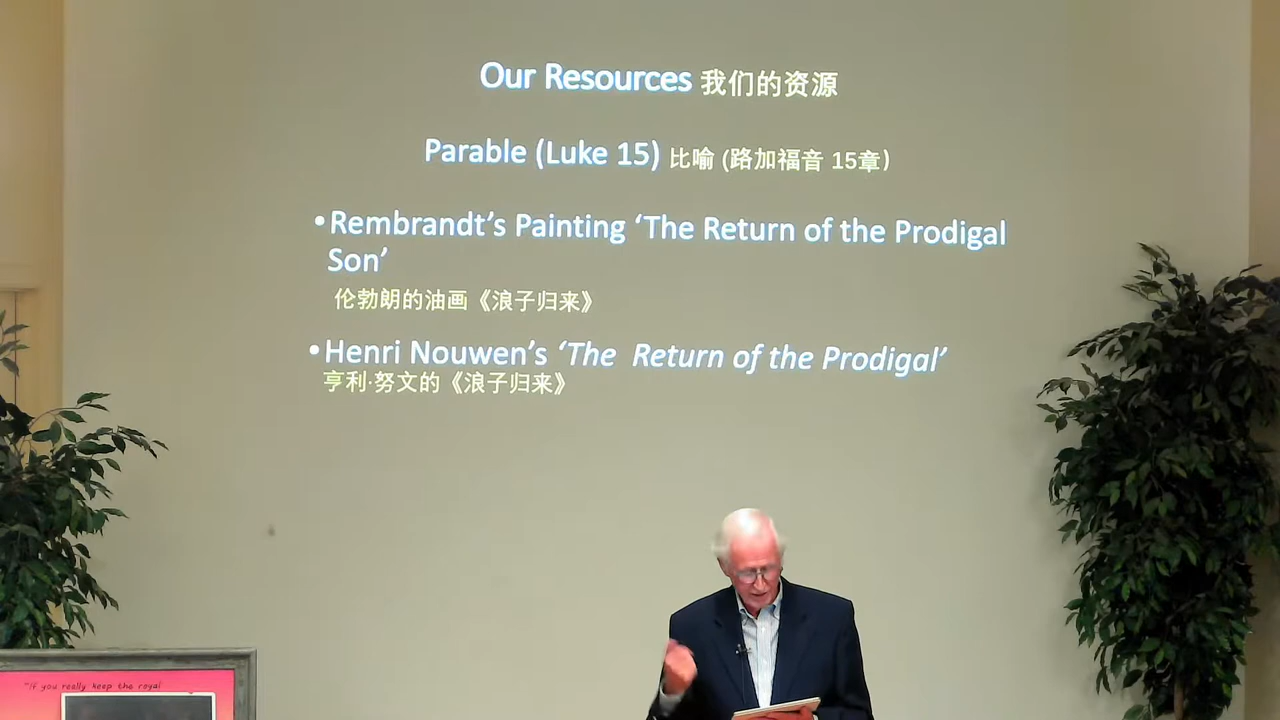 Our Resources 我们的资源
Parable (Luke 15) 比喻 (路加福音 15章)
•Rembrandt’s Painting ‘The Return of the Prodigal
Son’
伦勃朗的油画《浪子归来》
•Henri Nouwen’s ‘The Return of the Prodigal’
亨利·努文的《浪子归来》
"If you really keep the royal